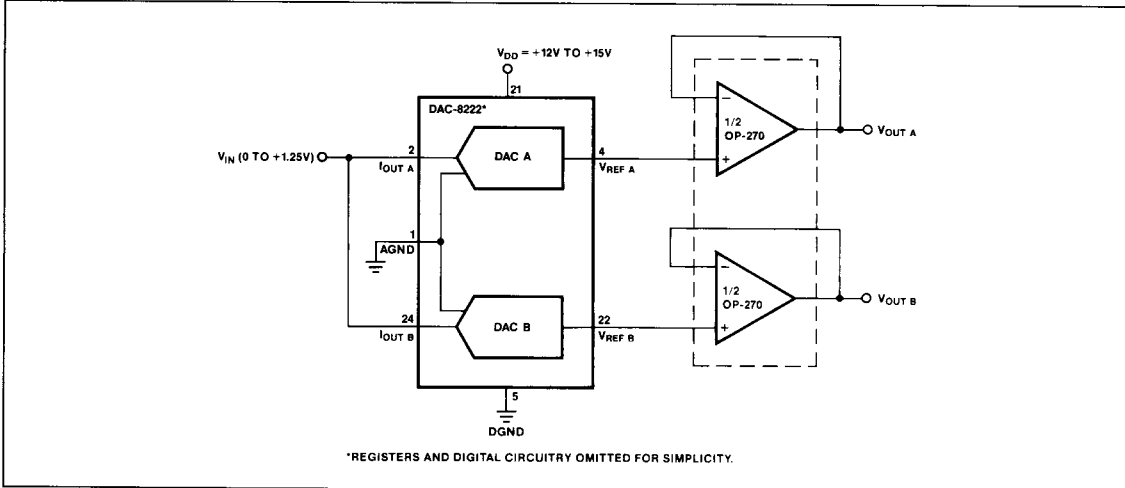 V_DD = +12V TO +15V
21
DAC-8222*
DAC A
2
I_OUT A
V_IN (0 TO +1.25V)
4
V_REF A
-
1/2
OP-270
+
V_OUT A
1
AGND
DAC B
24
I_OUT B
22
V_REF B
-
1/2
OP-270
+
V_OUT B
5
DGND
*REGISTERS AND DIGITAL CIRCUITRY OMITTED FOR SIMPLICITY.